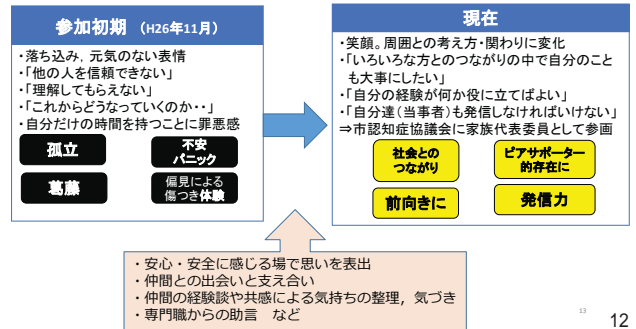 参加初期 (H26年11月)
・落ち込み，元気のない表情
・「他の人を信頼できない」
・「理解してもらえない」
・「これからどうなっていくのか・・」
・自分だけの時間を持つことに罪悪感
孤立
不安
パニック
葛藤
偏見による
傷つき体験
現在
・笑顔。周囲との考え方・関わりに変化
・「いろいろな方とのつながりの中で自分のこと
も大事にしたい」
・「自分の経験が何か役に立てばよい」
・「自分達(当事者)も発信しなければいけない」
⇒市認知症協議会に家族代表委員として参画
社会との
つながり
ピアサポーター
的存在に
前向きに
発信力
・安心・安全に感じる場で思いを表出
・仲間との出会いと支え合い
・仲間の経験談や共感による気持ちの整理，気づき
・専門職からの助言　など
13
12